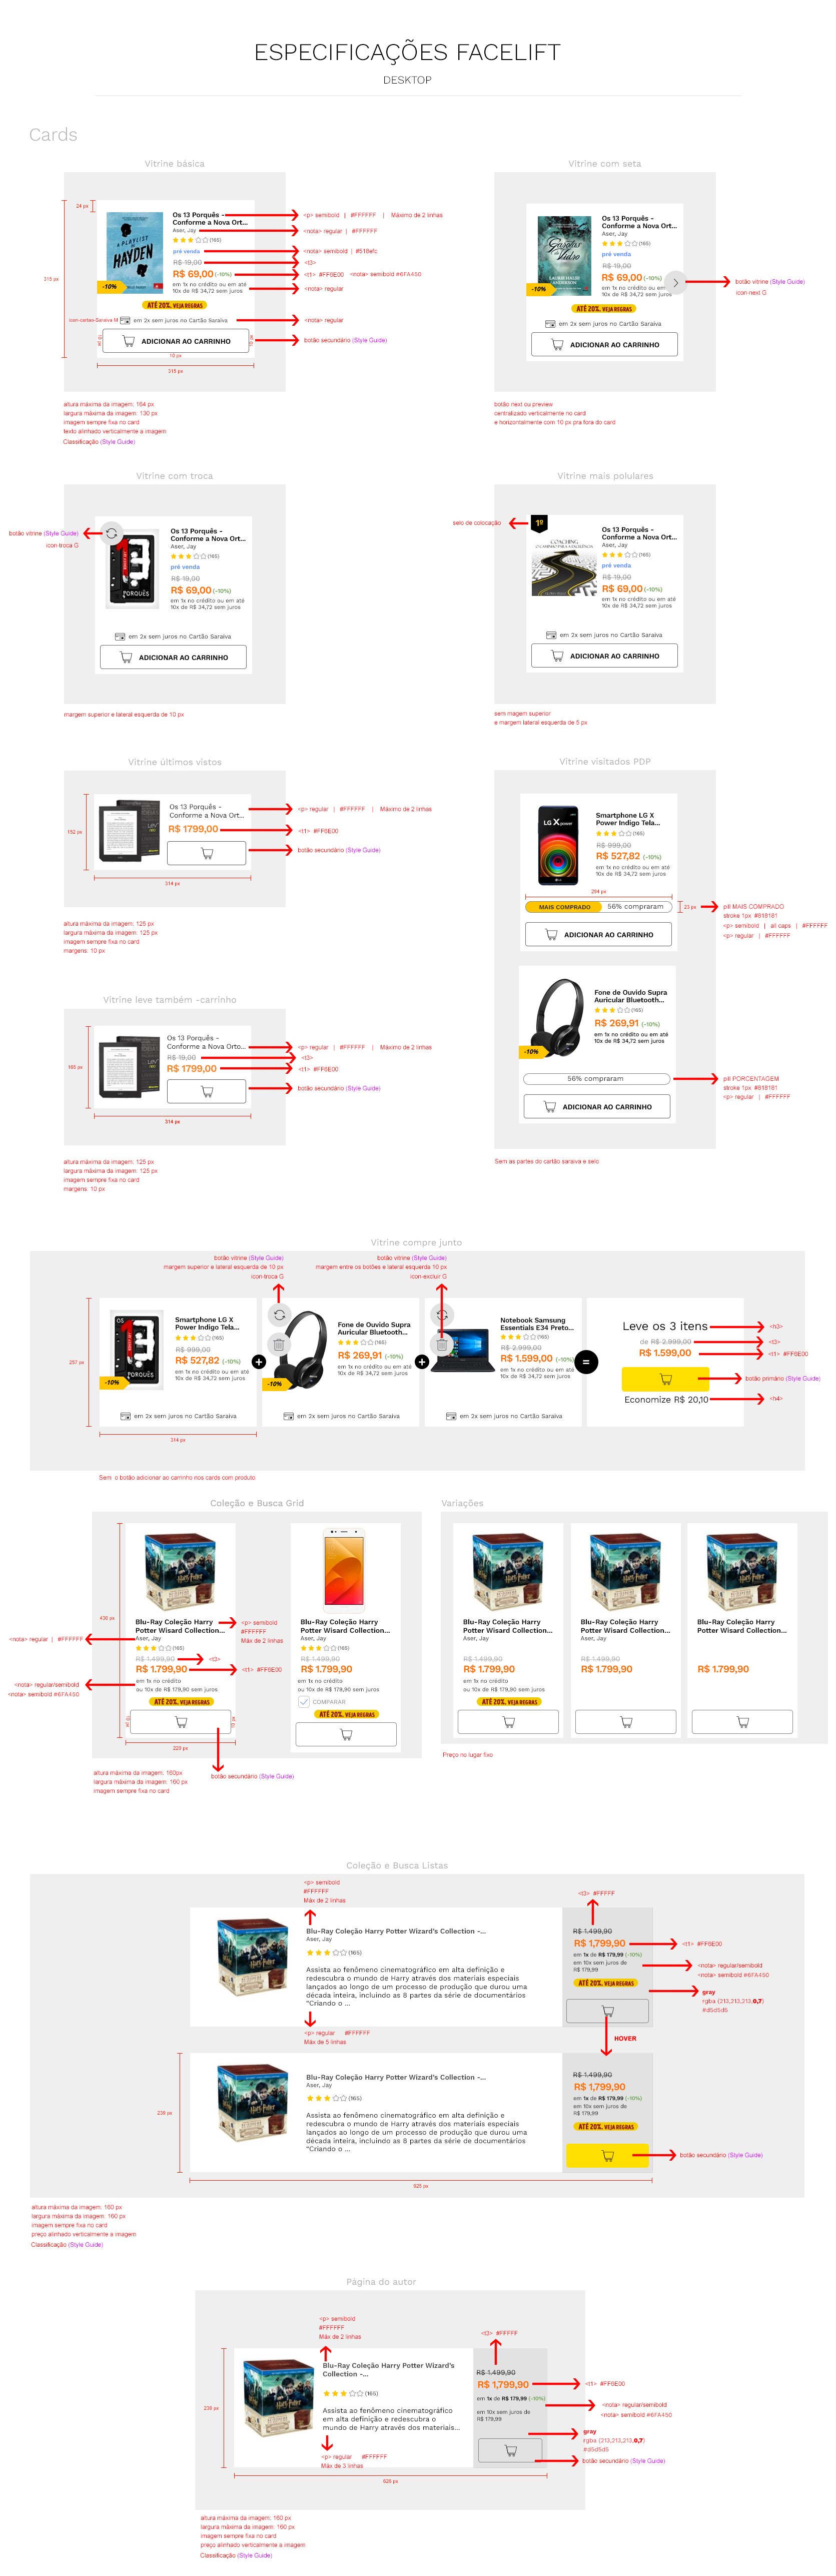 ESPECIFICAÇÕES FACELIFT
DESKTOP
Cards
Vitrine básica
24 px
315 px
A PLAYLIST
HAYDEN
-10%
Os 13 Porquês -
Conforme a Nova Ort...
Aser, Jay
(165)
pré venda
R$ 19,00
R$ 69,00 (-10%)
em 1x no crédito ou em até
10x de R$ 34,72 sem juros
ATÉ 20% VEJA REGRAS
icon-cartao-Saraiva M
em 2x sem juros no Cartão Saraiva
ADICIONAR AO CARRINHO
10 px
10 px
10 px
315 px
<p> semibold | #FFFFFF | Máximo de 2 linhas
<nota> regular | #FFFFFF
<nota> semibold | #518efc
<t3>
<t1> #FF6E00 <nota> semibold #6FA450
<nota> regular
<nota> regular
botão secundário (Style Guide)
altura máxima da imagem: 164 px
largura máxima da imagem: 130 px
imagem sempre fixa no card
texto alinhado verticalmente a imagem
Classificação (Style Guide)
Vitrine com seta
Garotas de Vidro
LAURIE HALSE
ANDERSON
-10%
Os 13 Porquês -
Conforme a Nova Ort...
Aser, Jay
(165)
pré venda
R$ 19,00
R$ 69,00 (-10%)
em 1x no crédito ou em
10x de R$ 34,72 sem juros
ATÉ 20% VEJA REGRAS
em 2x sem juros no Cartão Saraiva
ADICIONAR AO CARRINHO
botão vitrine (Style Guide)
icon-next G
botão next ou preview
centralizado verticalmente no card
e horizontalmente com 10 px pra fora do card
Vitrine com troca
botão vitrine (Style Guide)
icon-troca G
PORQUÊS
Os 13 Porquês -
Conforme a Nova Ort...
Aser, Jay
(165)
pré venda
R$ 19,00
R$ 69,00 (-10%)
em 1x no crédito ou em até
10x de R$ 34,72 sem juros
em 2x sem juros no Cartão Saraiva
ADICIONAR AO CARRINHO
margem superior e lateral esquerda de 10 px
Vitrine mais polulares
selo de colocação
1º
COACHING
O CAMINHO PARA A EXCELÊNCIA
Os 13 Porquês -
Conforme a Nova Ort...
Aser, Jay
(165)
pré venda
R$ 19,00
R$ 69,00 (-10%)
em 1x no crédito ou em até
10x de R$ 34,72 sem juros
em 2x sem juros no Cartão Saraiva
ADICIONAR AO CARRINHO
sem magem superior
e margem lateral esquerda de 5 px
Vitrine últimos vistos
152 px
Os 13 Porquês -
Conforme a Nova Ort...
R$ 1799,00
314 px
<p> regular | #FFFFFF | Máximo de 2 linhas
<t1> #FF6E00
botão secundário (Style Guide)
altura máxima da imagem: 125 px
largura máxima da imagem: 125 px
imagem sempre fixa no card
margens: 10 px
Vitrine visitados PDP
LG X power
Smartphone LG X
Power Indigo Tela...
(165)
R$ 999,00
R$ 527,82 (-10%)
em 1x no crédito ou em até
10x de R$ 34,72 sem juros
294 px
MAIS COMPRADO 56% compraram
23 px
ADICIONAR AO CARRINHO
pill MAIS COMPRADO
stroke 1px #818181
<p> semibold | all caps | #FFFFFF
<p> regular | #FFFFFF
-10%
Fone de Ouvido Supra
Auricular Bluetooth...
(165)
R$ 269,91 (-10%)
em 1x no crédito ou em até
10x de R$ 34,72 sem juros
56% compraram
ADICIONAR AO CARRINHO
pill PORCENTAGEM
stroke 1px #818181
<p> regular | #FFFFFF
Sem as partes do cartão saraiva e selo
Vitrine leve também -carrinho
165 px
Os 13 Porquês -
Conforme a Nova Orto...
R$ 19,00
R$ 1799,00
314 px
<p> regular | #FFFFFF | Máximo de 2 linhas
<t3>
<t1> #FF6E00
botão secundário (Style Guide)
altura máxima da imagem: 125 px
largura máxima da imagem: 125 px
imagem sempre fixa no card
margens: 10 px
Vitrine compre junto
botão vitrine (Style Guide)
margem superior e lateral esquerda de 10 px
icon-troca G
botão vitrine (Style Guide)
margem entre os botões e lateral esquerda 10 px
icon-excluir G
257 px
OS
PORQUÊS
-10%
Smartphone LG X
Power Indigo Tela...
(165)
R$ 999,00
R$ 527,82 (-10%)
em 1x no crédito ou em até
10x de R$ 34,72 sem juros
em 2x sem juros no Cartão Saraiva
-10%
Fone de Ouvido Supra
Auricular Bluetooth...
(165)
R$ 269,91 (-10%)
em 1x no crédito ou em até
10x de R$ 34,72 sem juros
em 2x sem juros no Cartão Saraiva
Notebook Samsung
Essentials E34 Preto...
(165)
R$ 2.999,00
R$ 1.599,00 (-10%)
em 1x no crédito ou em até
10x de R$ 34,72 sem juros
em 2x sem juros no Cartão Saraiva
Leve os 3 itens
de R$ 2.999,00
R$ 1.599,00
Economize R$ 20,10
<h3>
<t3>
<t1> #FF6E00
botão primário (Style Guide)
<h4>
314 px
Sem o botão adicionar ao carrinho nos cards com produto
Coleção e Busca Grid
430 px
Blu-Ray Coleção Harry
Potter Wisard Collection...
Aser, Jay
(165)
R$ 1.499,90
R$ 1.799,90
em 1x no crédito
ou 10x de R$ 179,90 sem juros
ATÉ 20% VEJA REGRAS
10 px
10 px
220 px
<nota> regular | #FFFFFF
<nota> regular/semibold
<nota> semibold #6FA450
<p> semibold
#FFFFFF
Máx de 2 linhas
<t3>
<t1> #FF6E00
Blu-Ray Coleção Harry
Potter Wisard Collection...
Aser, Jay
(165)
R$ 1.499,90
R$ 1.799,90
em 1x no crédito
ou 10x de R$ 179,90 sem juros
COMPARAR
ATÉ 20% VEJA REGRAS
altura máxima da imagem: 160px
largura máxima da imagem: 160 px
imagem sempre fixa no card
botão secundário (Style Guide)
Variações
Blu-Ray Coleção Harry
Potter Wisard Collection...
Aser, Jay
R$ 1.499,90
R$ 1.799,90
em 1x no crédito
ou 10x de R$ 179,90 sem juros
ATÉ 20% VEJA REGRAS
Blu-Ray Coleção Harry
Potter Wisard Collection...
Aser, Jay
R$ 1.499,90
R$ 1.799,90
Blu-Ray Coleção Harry
Potter Wisard Collection...
R$ 1.799,90
Preço no lugar fixo
Coleção e Busca Listas
<p> semibold
#FFFFFF
Máx de 2 linhas
<t3> #FFFFF
Blu-Ray Coleção Harry Potter Wizard's Collection -...
Aser, Jay
(165)
Assista ao fenômeno cinematográfico em alta definição e
redescubra o mundo de Harry através dos materiais especiais
lançados ao longo de um processo de produção que durou uma
década inteira, incluindo as 8 partes da série de documentários
"Criando o ...
<p> regular #FFFFFF
Máx de 5 linhas
R$ 1.499,90
R$ 1,799,90
em 1x de R$ 179,99 (-10%)
em 10x sem juros de
R$ 179,99
ATÉ 20% VEJA REGRAS
<t1> #FF6E00
<nota> regular/semibold
<nota> semibold #6FA450
gray
rgba (213,213,213,0,7)
#d5d5d5
HOVER
239 px
Blu-Ray Coleção Harry Potter Wizard's Collection -...
Aser, Jay
(165)
Assista ao fenômeno cinematográfico em alta definição e
redescubra o mundo de Harry através dos materiais especiais
lançados ao longo de um processo de produção que durou uma
década inteira, incluindo as 8 partes da série de documentários
"Criando o ...
R$ 1.499,90
R$ 1,799,90
em 1x de R$ 179,99 (-10%)
em 10x sem juros de
R$ 179,99
ATÉ 20% VEJA REGRAS
botão secundário (Style Guide)
925 px
altura máxima da imagem: 160 px
largura máxima da imagem: 160 px
imagem sempre fixa no card
preço alinhado verticalmente a imagem
Classificação (Style Guide)
Página do autor
<p> semibold
#FFFFFF
Máx de 2 linhas
<t3> #FFFFF
239 px
Blu-Ray Coleção Harry Potter Wizard's
Collection -...
(165)
Assista ao fenômeno cinematográfico
em alta definição e redescubra o
mundo de Harry através dos materiais...
<p> regular #FFFFFF
Máx de 3 linhas
R$ 1.499,90
R$ 1,799,90
em 1x de R$ 179,99 (-10%)
em 10x sem juros de
R$ 179,99
<t1> #FF6E00
<nota> regular/semibold
<nota> semibold #6FA450
gray
rgba (213,213,213,0,7)
#d5d5d5
botão secundário (Style Guide)
626 px
altura máxima da imagem: 160 px
largura máxima da imagem: 160 px
imagem sempre fixa no card
preço alinhado verticalmente a imagem
Classificação (Style Guide)